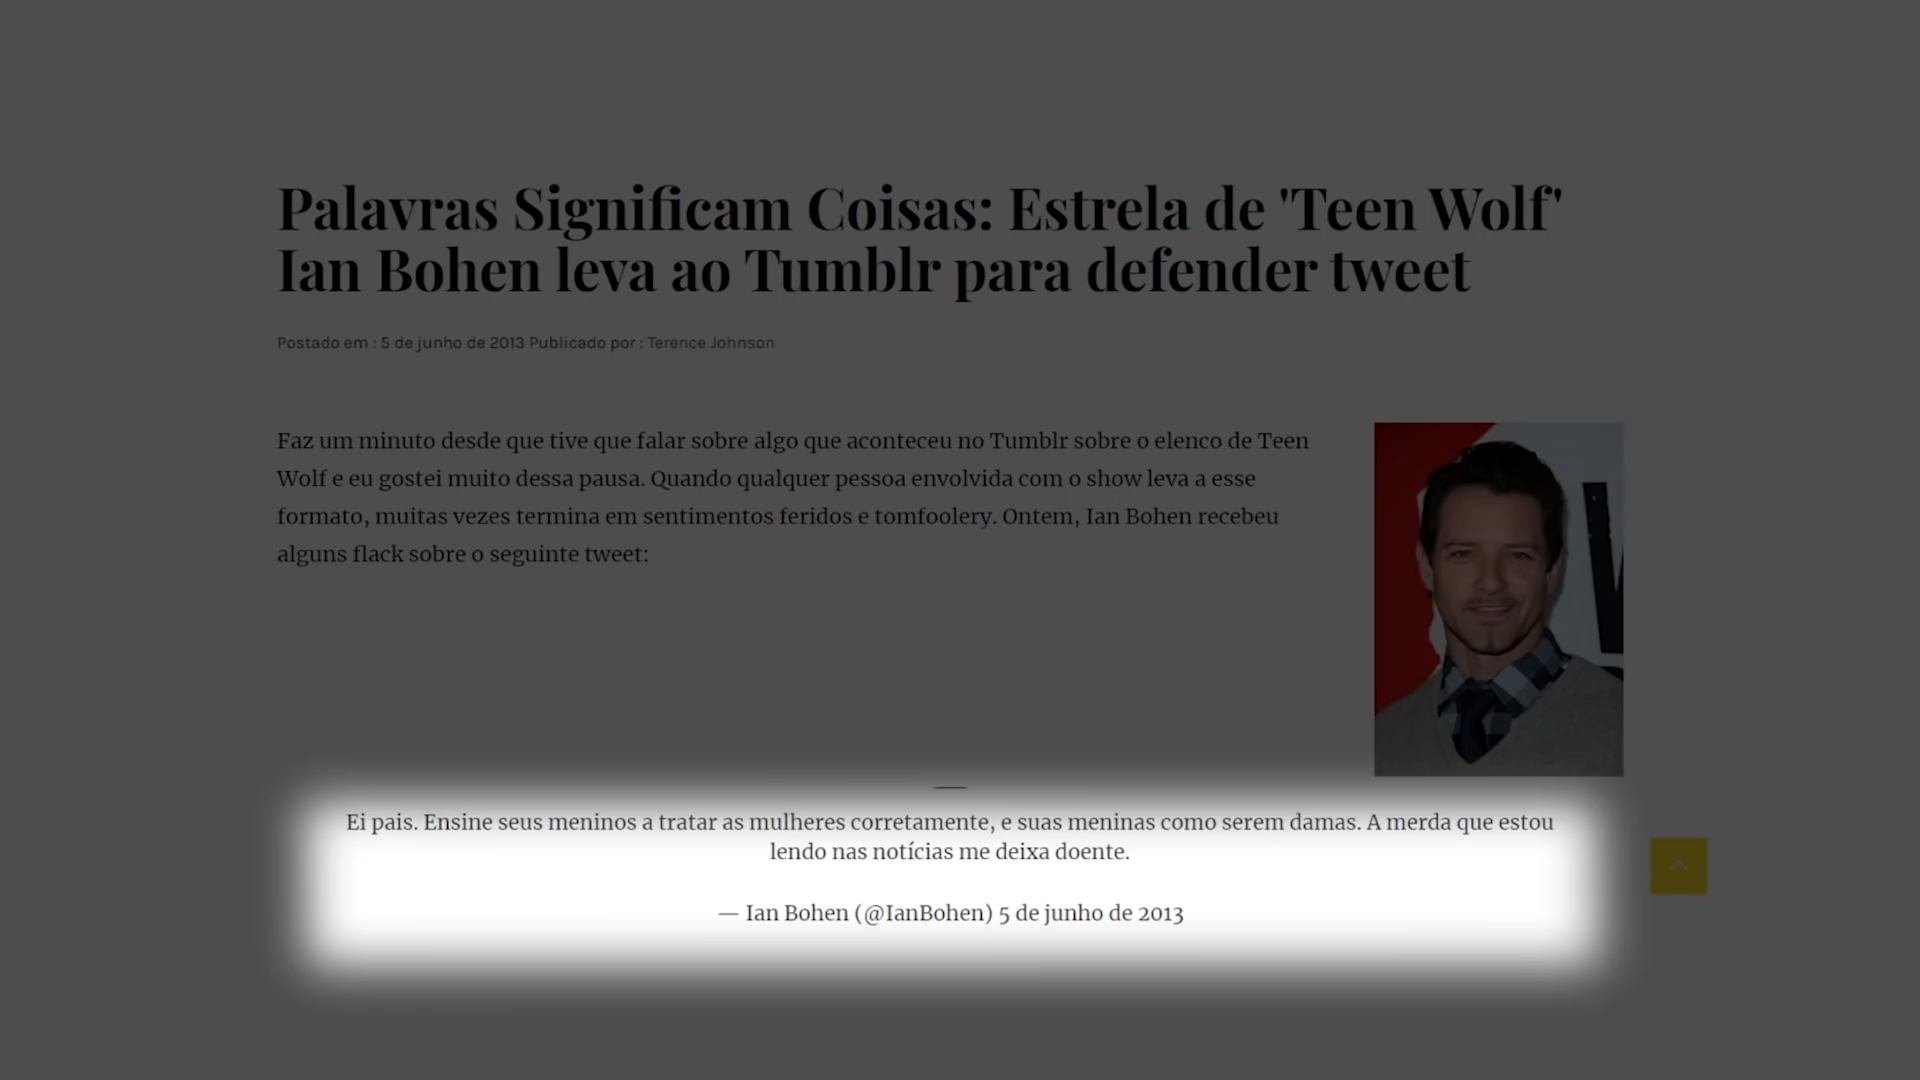 Palavras Significam Coisas: Estrela de 'Teen Wolf'
Ian Bohen leva ao Tumblr para defender tweet
Postado em : 5 de junho de 2013 Publicado por : Terence Johnson
Faz um minuto desde que tive que falar sobre algo que aconteceu no Tumblr sobre o elenco de Teen
Wolf e eu gostei muito dessa pausa. Quando qualquer pessoa envolvida com o show leva a esse
formato, muitas vezes termina em sentimentos feridos e tomfoolery. Ontem, Ian Bohen recebeu
alguns flack sobre o seguinte tweet:
Ei pais. Ensine seus meninos a tratar as mulheres corretamente, e suas meninas como serem damas. A merda que estou
lendo nas notícias me deixa doente.
— Ian Bohen (@IanBohen) 5 de junho de 2013